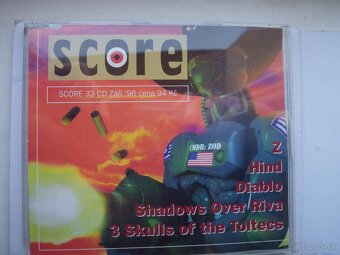 score
SCORE 33 CD Září '96 cena 94 Kč
CMDR: ZOD
Z
Hind
Diablo
Shadows Over Riva
3 Skulls of the Toltecs